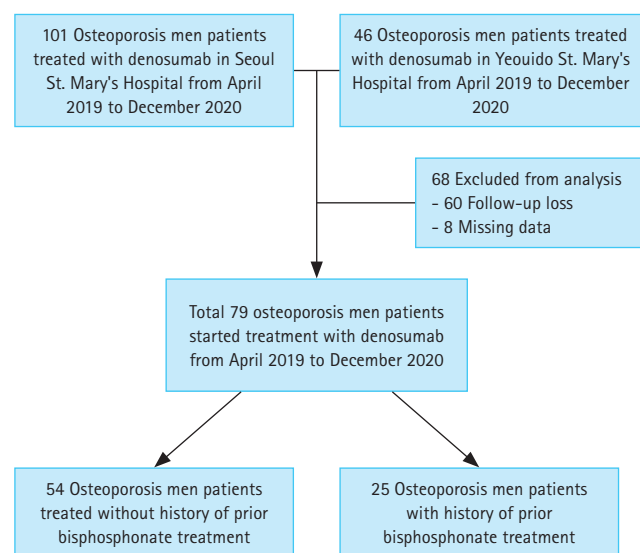 101 Osteoporosis men patients
treated with denosumab in Seoul
St. Mary's Hospital from April
2019 to December 2020
46 Osteoporosis men patients treated
with denosumab in Yeouido St. Mary's
Hospital from April 2019 to December
2020
68 Excluded from analysis
- 60 Follow-up loss
- 8 Missing data
Total 79 osteoporosis men patients
started treatment with denosumab
from April 2019 to December 2020
54 Osteoporosis men patients
treated without history of prior
bisphosphonate treatment
25 Osteoporosis men patients
with history of prior
bisphosphonate treatment